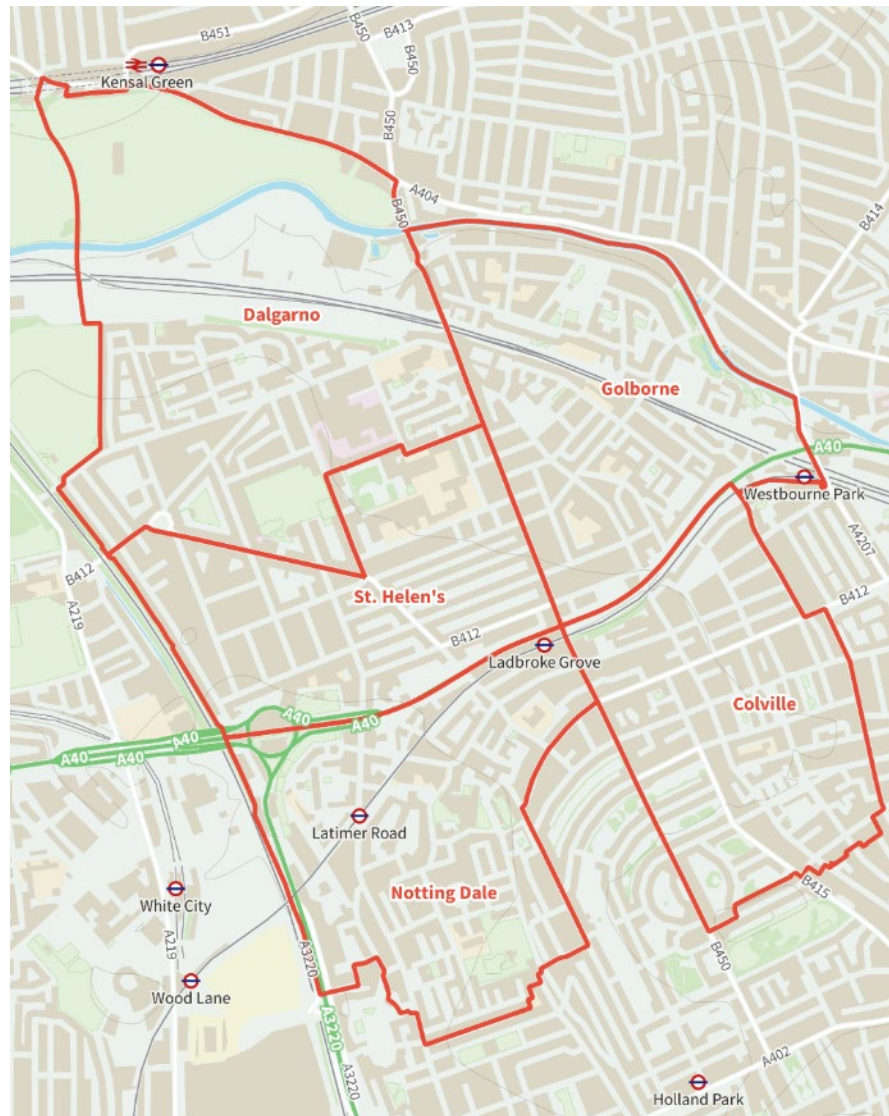 B450
B413
B451
B450
Kensal Green
B450
A404
B450
B414
Dalgarno
Golborne
A40
Westbourne Park
A4207
B412
A219
St. Helen's
B412
B412
Ladbroke Grove
Colville
A40
A40
A40
A40
A40
Latimer Road
B415
Notting Dale
White City
A219
A3220
B450
Wood Lane
A3220
A402
A3220
Holland Park